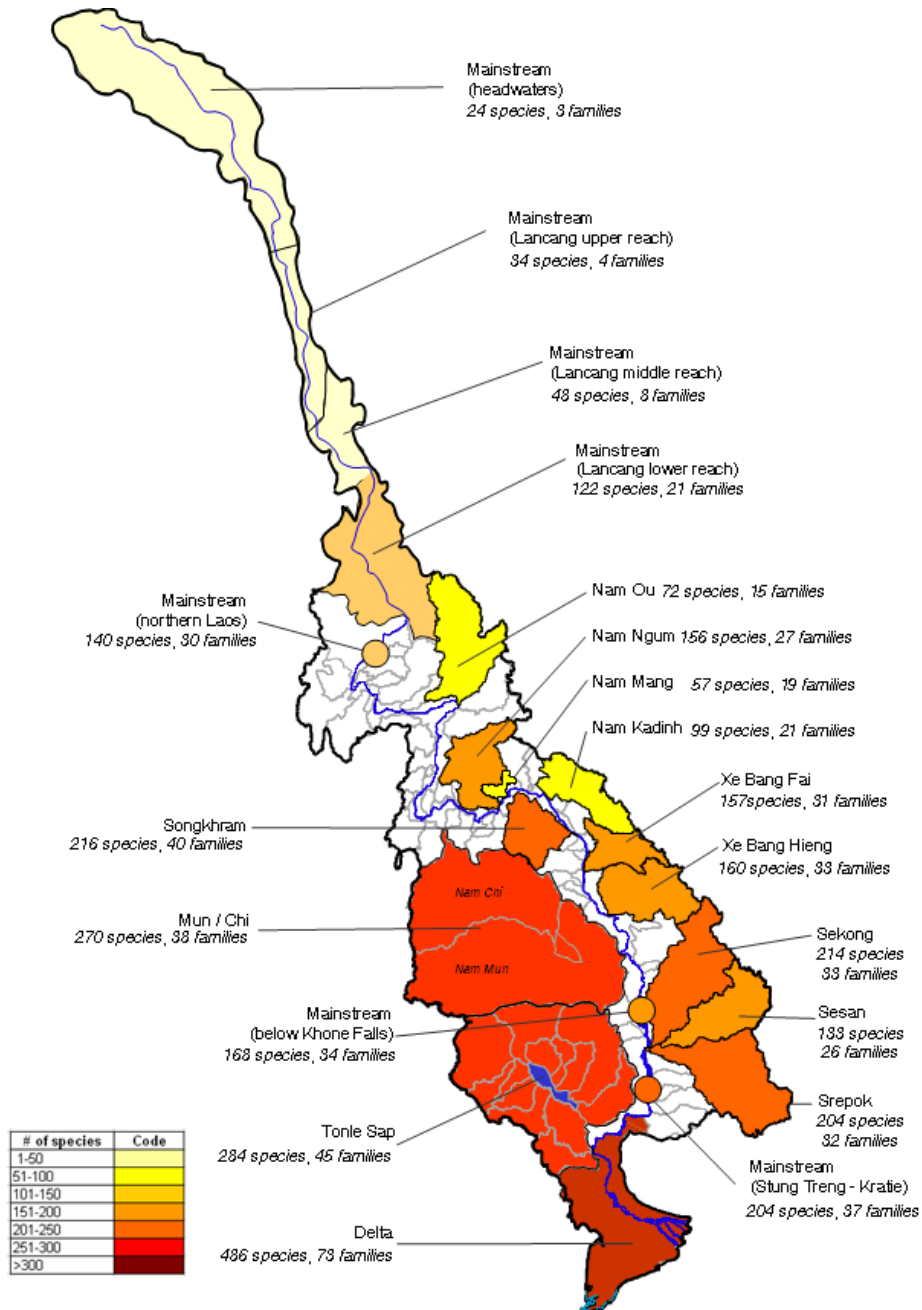 Mainstream
(headwaters)
24 species, 3 families
Mainstream
(Lancang upper reach)
34 species, 4 families
Mainstream
(Lancang middle reach)
48 species, 8 families
Mainstream
(Lancang lower reach)
122 species, 21 families
Mainstream
(northern Laos)
140 species, 30 families
Nam Ou 72 species, 15 families
Nam Ngum 156 species, 27 families
Nam Mang 57 species, 19 families
Nam Kadinh 99 species, 21 families
Xe Bang Fai
157species, 31 families
Songkhram
216 species, 40 families
Xe Bang Hieng
160 species, 33 families
Nam Chi
Mun / Chi
270 species, 38 families
Nam Mun
Sekong
214 species
33 families
Mainstream
(below Khone Falls)
168 species, 34 families
Sesan
133 species
26 families
Srepok
204 species
32 families
Tonle Sap
284 species, 45 families
Mainstream
(Stung Treng - Kratie)
204 species, 37 families
Delta
486 species, 73 families
# of species Code
1-50
51-100
101-150
151-200
201-250
251-300
>300